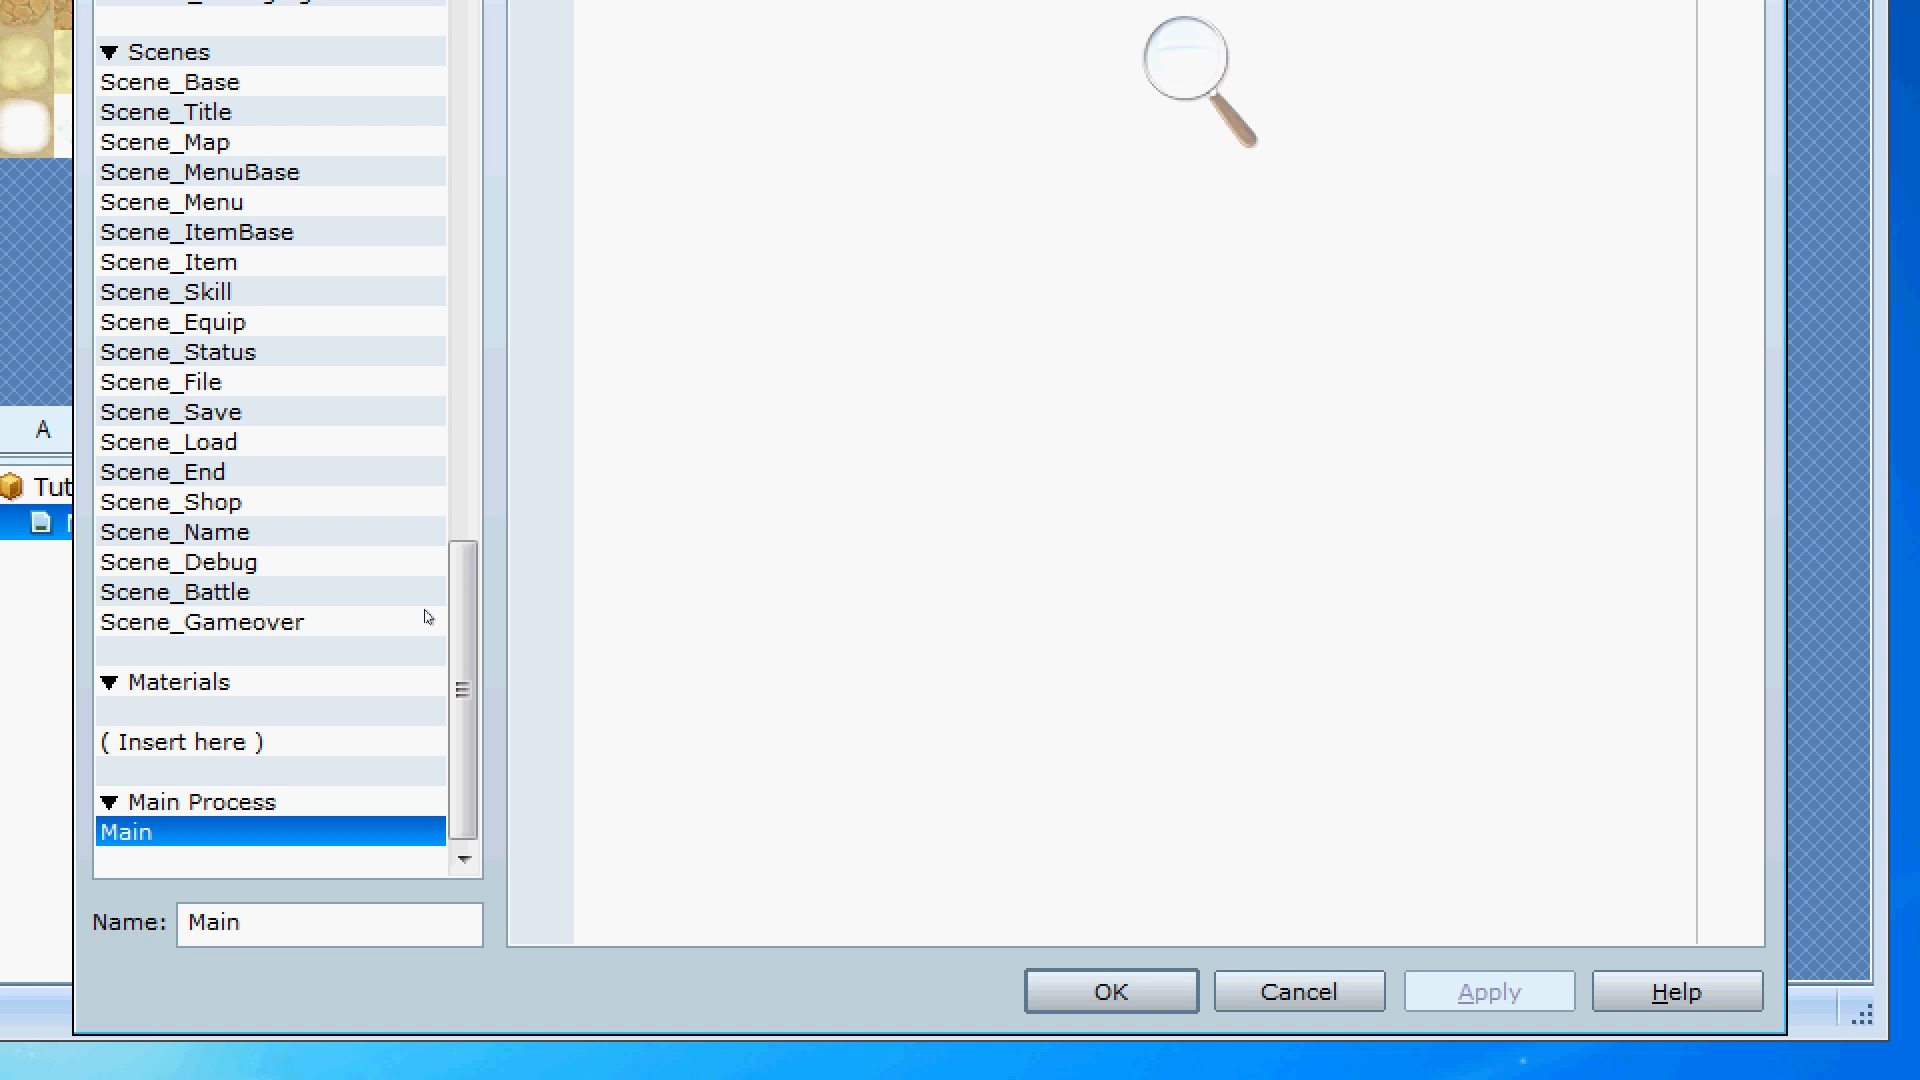 ▼ Scenes
Scene_Base
Scene_Title
Scene_Map
Scene_MenuBase
Scene_Menu
Scene_ItemBase
Scene_Item
Scene_Skill
Scene_Equip
Scene_Status
Scene_File
Scene_Save
Scene_Load
Scene_End
Scene_Shop
Scene_Name
Scene_Debug
Scene_Battle
Scene_Gameover
▼ Materials
( Insert here )
▼ Main Process
Main
A
Tut
Name: Main
OK Cancel Apply Help